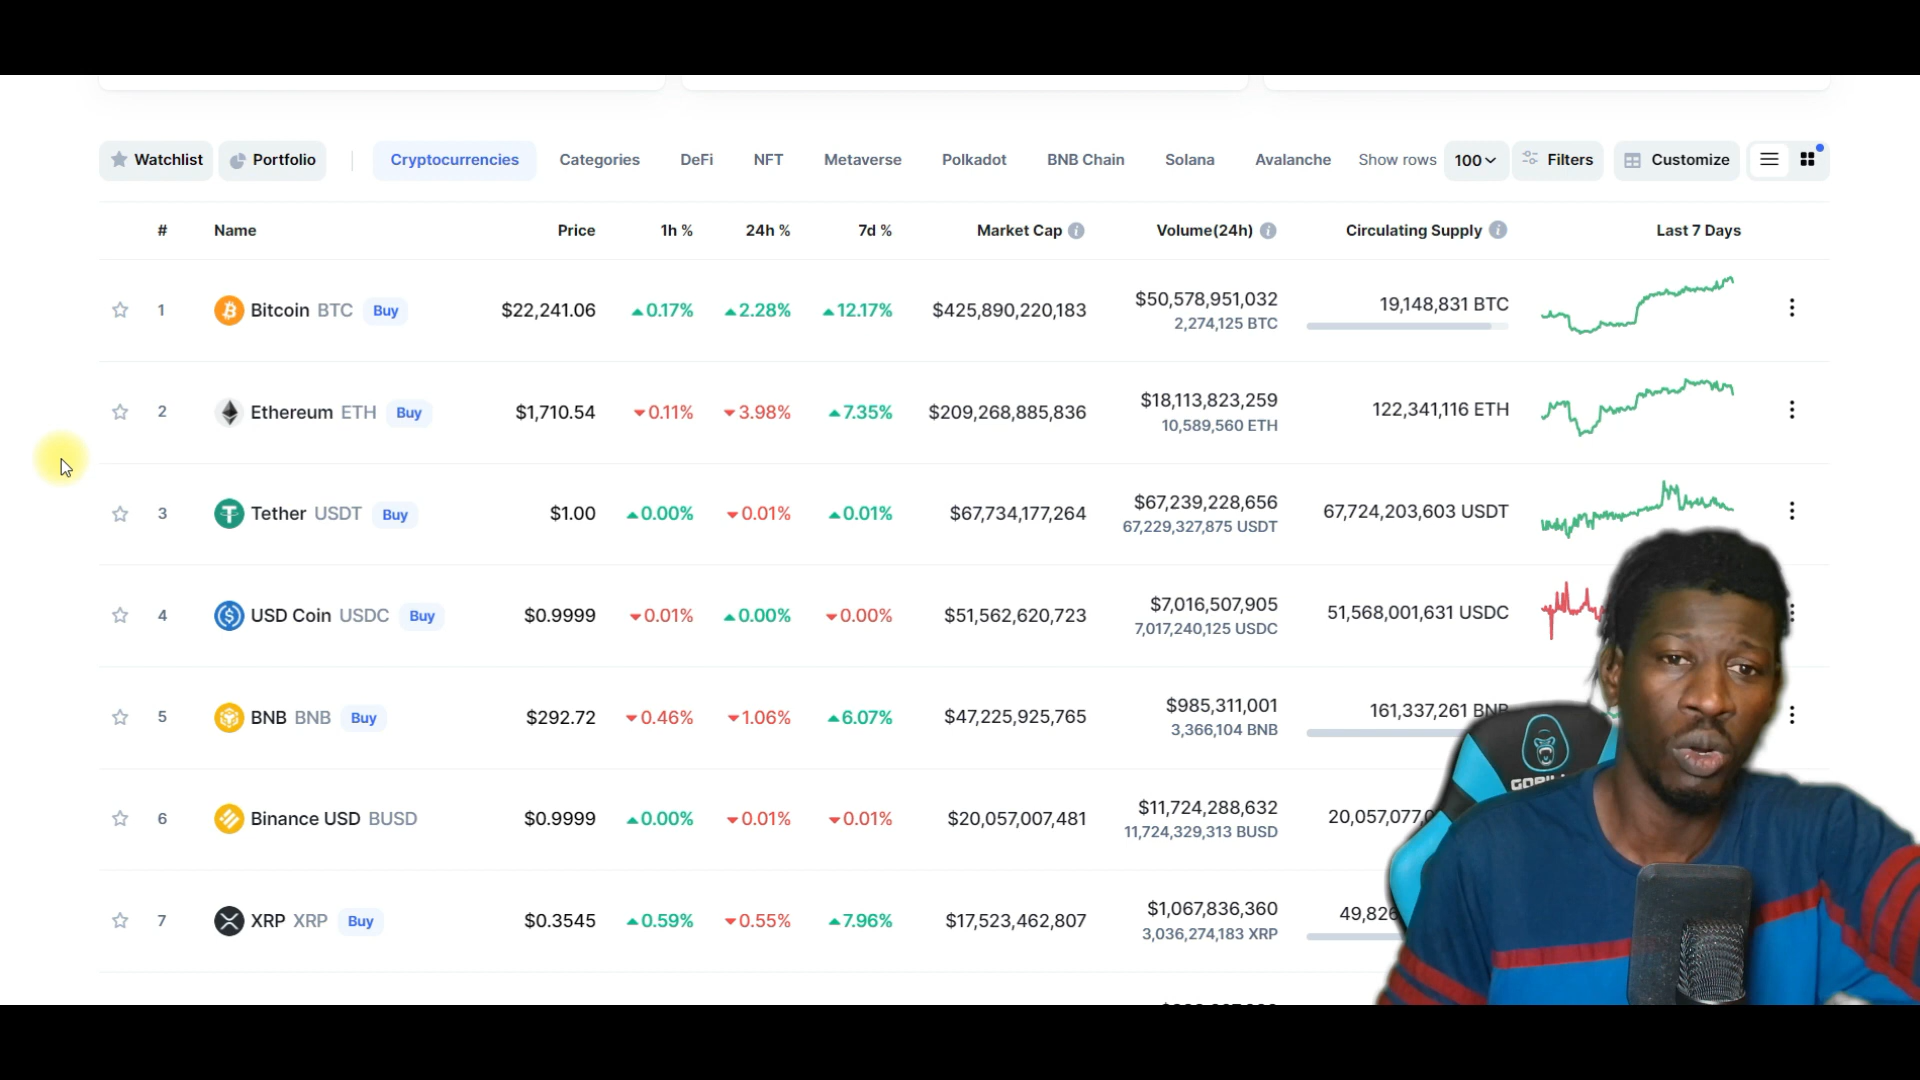 Watchlist Portfolio Cryptocurrencies Categories DeFi NFT Metaverse Polkadot BNB Chain Solana Avalanche Show rows 100 Filters Customize
# Name Price 1h % 24h % 7d % Market Cap Volume(24h) Circulating Supply Last 7 Days
1 Bitcoin BTC Buy $22,241.06 0.17% 2.28% 12.17% $425,890,220,183 $50,578,951,032 19,148,831 BTC
2,274,125 BTC
2 Ethereum ETH Buy $1,710.54 0.11% 3.98% 7.35% $209,268,885,836 $18,113,823,259 122,341,116 ETH
10,589,560 ETH
3 Tether USDT Buy $1.00 0.00% 0.01% 0.01% $67,734,177,264 $67,239,228,656 67,724,203,603 USDT
67,229,327,875 USDT
4 USD Coin USDC Buy $0.9999 0.01% 0.00% 0.00% $51,562,620,723 $7,016,507,905 51,568,001,631 USDC
7,017,240,125 USDC
5 BNB BNB Buy $292.72 0.46% 1.06% 6.07% $47,225,925,765 $985,311,001 161,337,261 BNB
3,366,104 BNB
6 Binance USD BUSD $0.9999 0.00% 0.01% 0.01% $20,057,007,481 $11,724,288,632
11,724,329,313 BUSD
7 XRP XRP Buy $0.3545 0.59% 0.55% 7.96% $17,523,462,807 $1,067,836,360
3,036,274,183 XRP